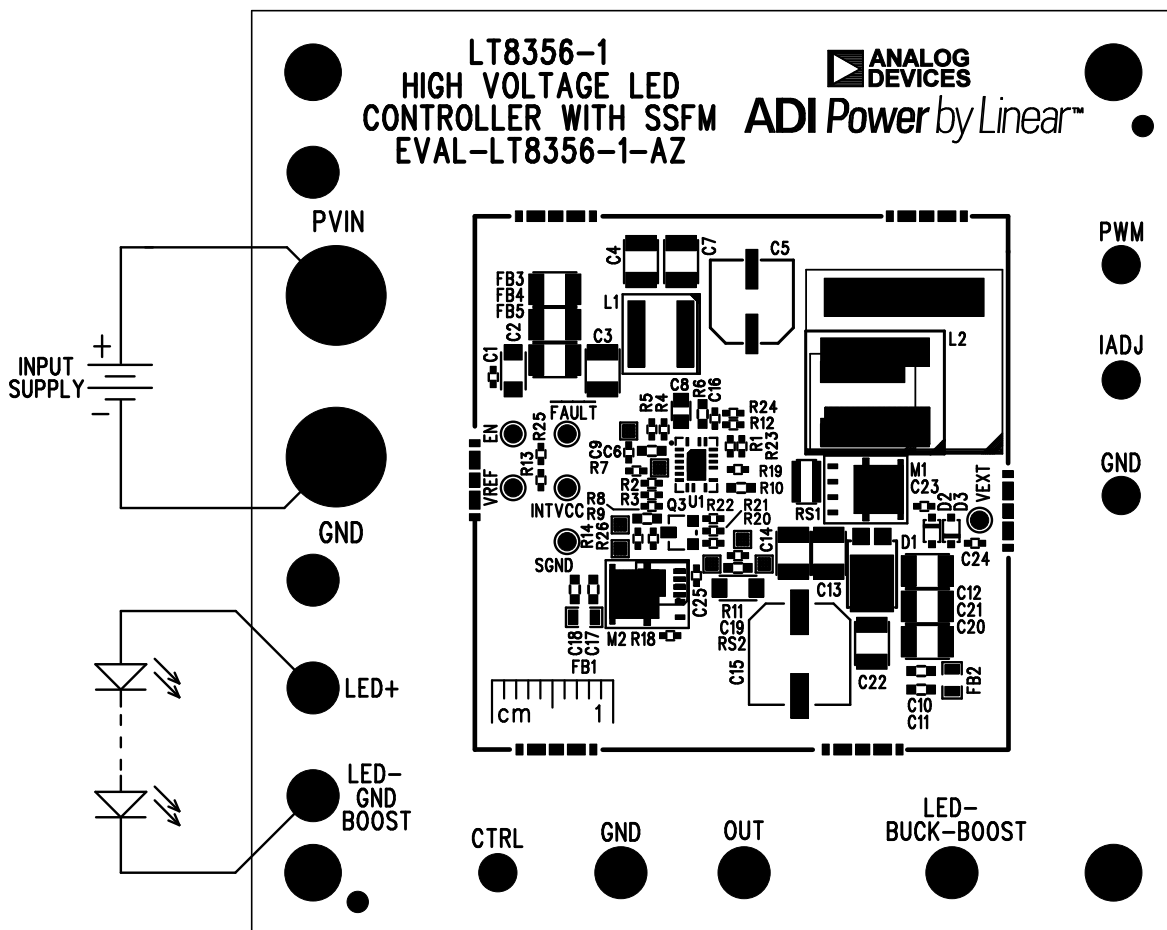 LT8356-1
HIGH VOLTAGE LED
CONTROLLER WITH SSFM
EVAL-LT8356-1-AZ
ANALOG
DEVICES
ADI Power by Linear™
PVIN
PWM
IADJ
GND
INPUT
SUPPLY
+
−
GND
LED+
LED-
GND
BOOST
CTRL
GND
OUT
LED-
BUCK-BOOST
C4
C7
C5
FB3
FB4
FB5
L1
L2
C1
C2
C3
FAULT
C8
R6
C16
R5
R4
R24
R12
EN
R25
C9
C6
R7
R1
R23
R13
VREF
R2
R3
R19
R10
U1
RS1
M1
C23
VEXT
INTVCC
R8
R9
Q3
R22
R21
R20
D2
D3
R14
R26
SGND
C14
D1
C24
C13
C25
C12
C21
C20
R11
C19
RS2
M2
R18
C18
C17
FB1
C15
C22
FB2
C10
C11
cm
1